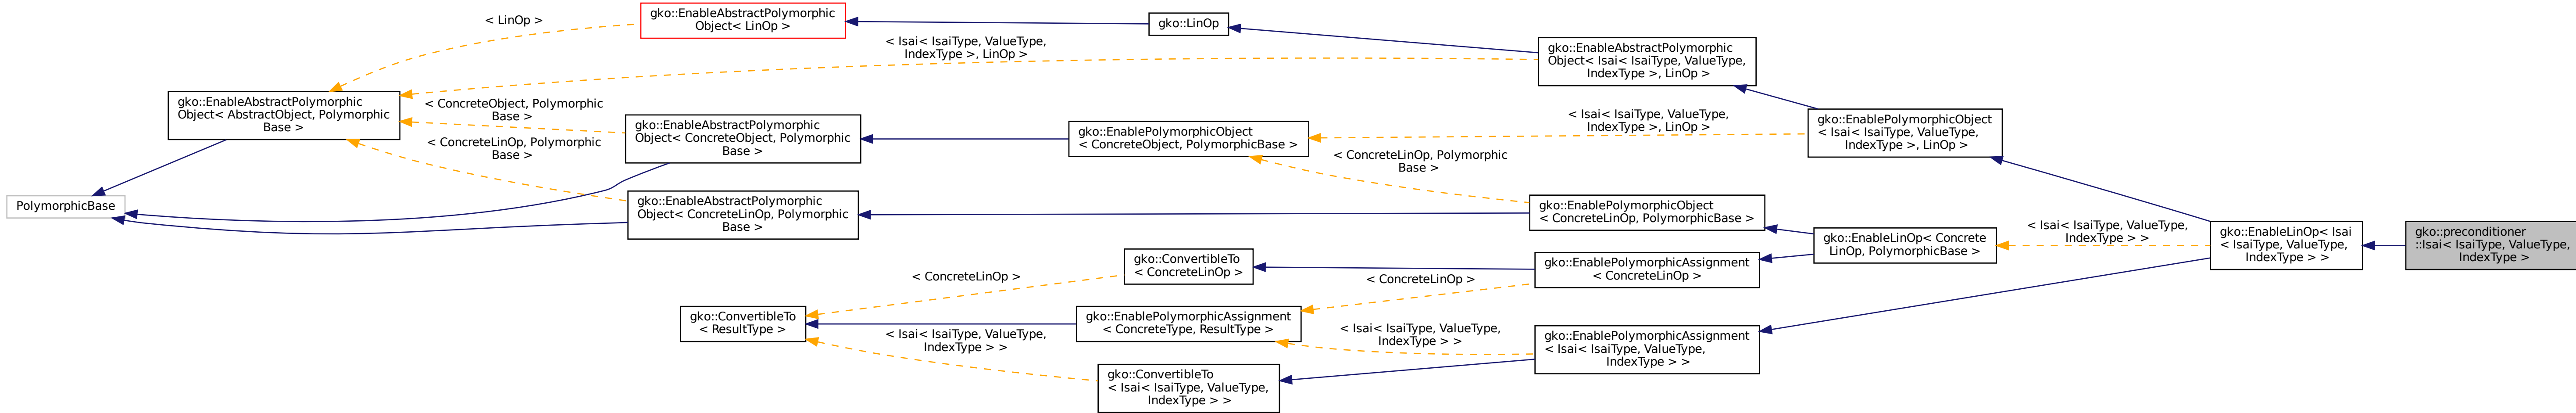 gko::EnableAbstractPolymorphic
Object< LinOp >
< LinOp >
gko::LinOp
< Isai< IsaiType, ValueType,
IndexType >, LinOp >
gko::EnableAbstractPolymorphic
Object< Isai< IsaiType, ValueType,
IndexType >, LinOp >
gko::EnableAbstractPolymorphic
Object< AbstractObject, Polymorphic
Base >
< ConcreteObject, Polymorphic
Base >
gko::EnableAbstractPolymorphic
Object< ConcreteObject, Polymorphic
Base >
gko::EnablePolymorphicObject
< ConcreteObject, PolymorphicBase >
< Isai< IsaiType, ValueType,
IndexType >, LinOp >
gko::EnablePolymorphicObject
< Isai< IsaiType, ValueType,
IndexType >, LinOp >
< ConcreteLinOp, Polymorphic
Base >
< ConcreteLinOp, Polymorphic
Base >
PolymorphicBase
gko::EnableAbstractPolymorphic
Object< ConcreteLinOp, Polymorphic
Base >
gko::EnablePolymorphicObject
< ConcreteLinOp, PolymorphicBase >
gko::EnableLinOp< Concrete
LinOp, PolymorphicBase >
< Isai< IsaiType, ValueType,
IndexType > >
gko::EnableLinOp< Isai
< IsaiType, ValueType,
IndexType > >
gko::preconditioner
::Isai< IsaiType, ValueType,
IndexType >
gko::ConvertibleTo
< ConcreteLinOp >
< ConcreteLinOp >
gko::EnablePolymorphicAssignment
< ConcreteLinOp >
< ConcreteLinOp >
gko::ConvertibleTo
< ResultType >
gko::EnablePolymorphicAssignment
< ConcreteType, ResultType >
< Isai< IsaiType, ValueType,
IndexType > >
< Isai< IsaiType, ValueType,
IndexType > >
gko::EnablePolymorphicAssignment
< Isai< IsaiType, ValueType,
IndexType > >
gko::ConvertibleTo
< Isai< IsaiType, ValueType,
IndexType > >